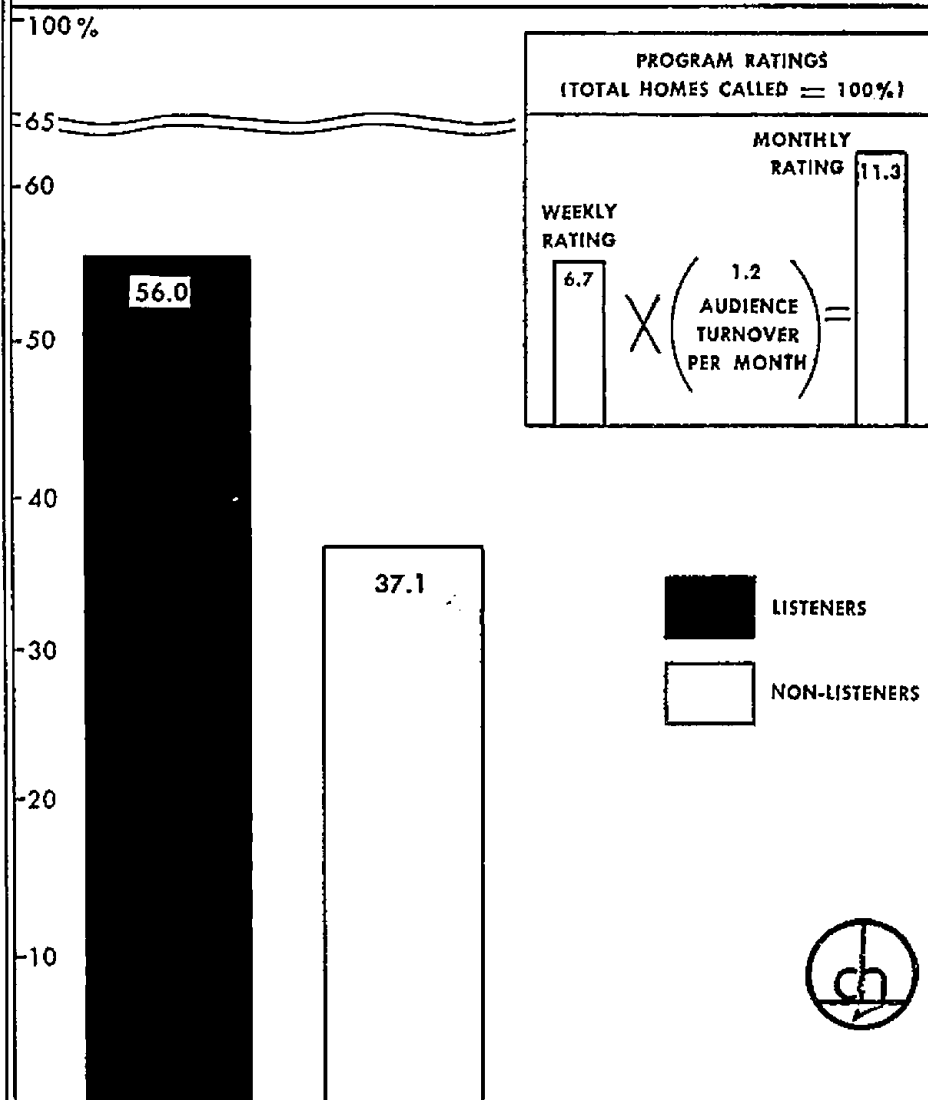 100%
65
60
50
40
30
20
10
56.0
37.1
PROGRAM RATINGS
(TOTAL HOMES CALLED = 100%)
WEEKLY
RATING
6.7
X
(1.2
AUDIENCE
TURNOVER
PER MONTH)
=
MONTHLY
RATING
11.3
LISTENERS
NON-LISTENERS
ch